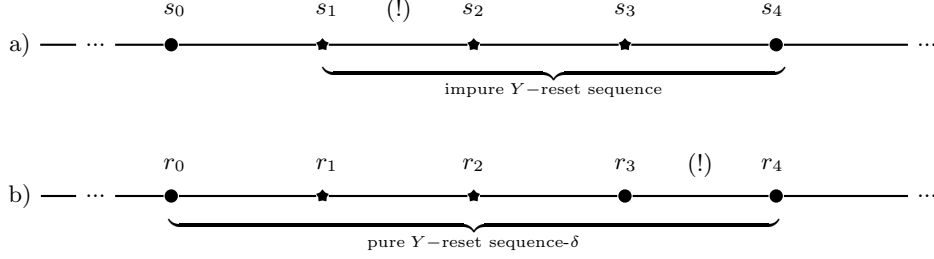 s₀ s₁ (!) s₂ s₃ s₄
a) ... ...
impure Y−reset sequence
r₀ r₁ r₂ r₃ (!) r₄
b) ... ...
pure Y−reset sequence-δ